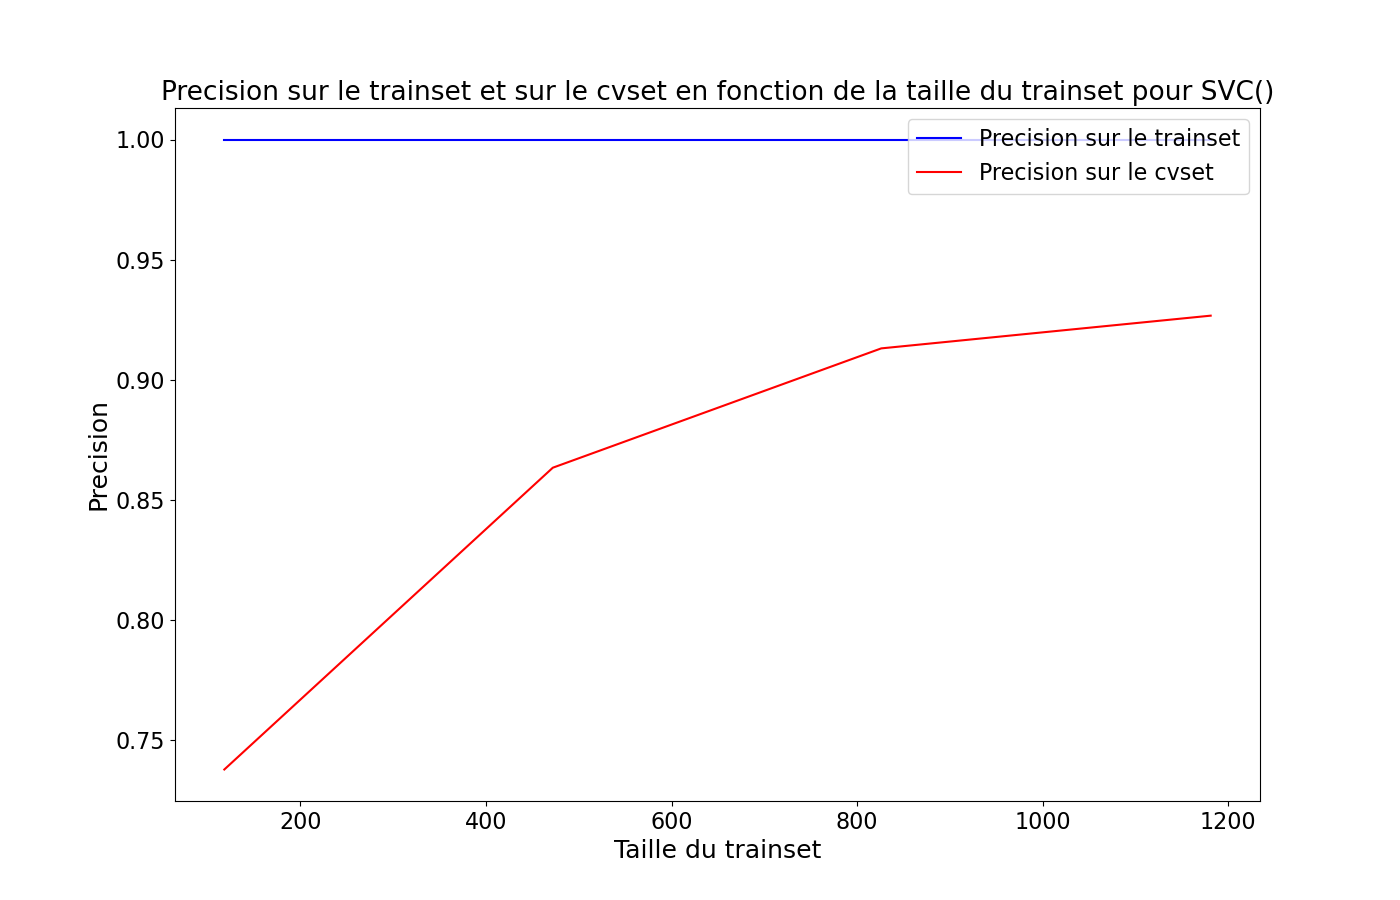 Precision sur le trainset et sur le cvset en fonction de la taille du trainset pour SVC()
Precision sur le trainset
Precision sur le cvset
1.00
0.95
0.90
0.85
0.80
0.75
Precision
200 400 600 800 1000 1200
Taille du trainset